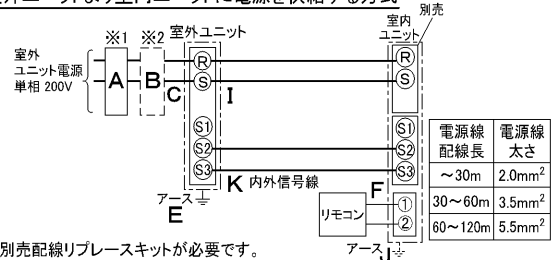 外ユニットより室内ユニットに電源を供給する方式
別売
※1 ※2 室外ユニット
室内
ユニット
室外
ユニット電源
単相 200V
A B
C
R
S
I
R
S
S1
S2
S3
S1
S2
S3
K 内外信号線
アース
E
F
リモコン
①
②
アース
J
電源線
配線長
電源線
太さ
～30m 2.0mm²
30～60m 3.5mm²
60～120m 5.5mm²
別売配線リプレースキットが必要です。